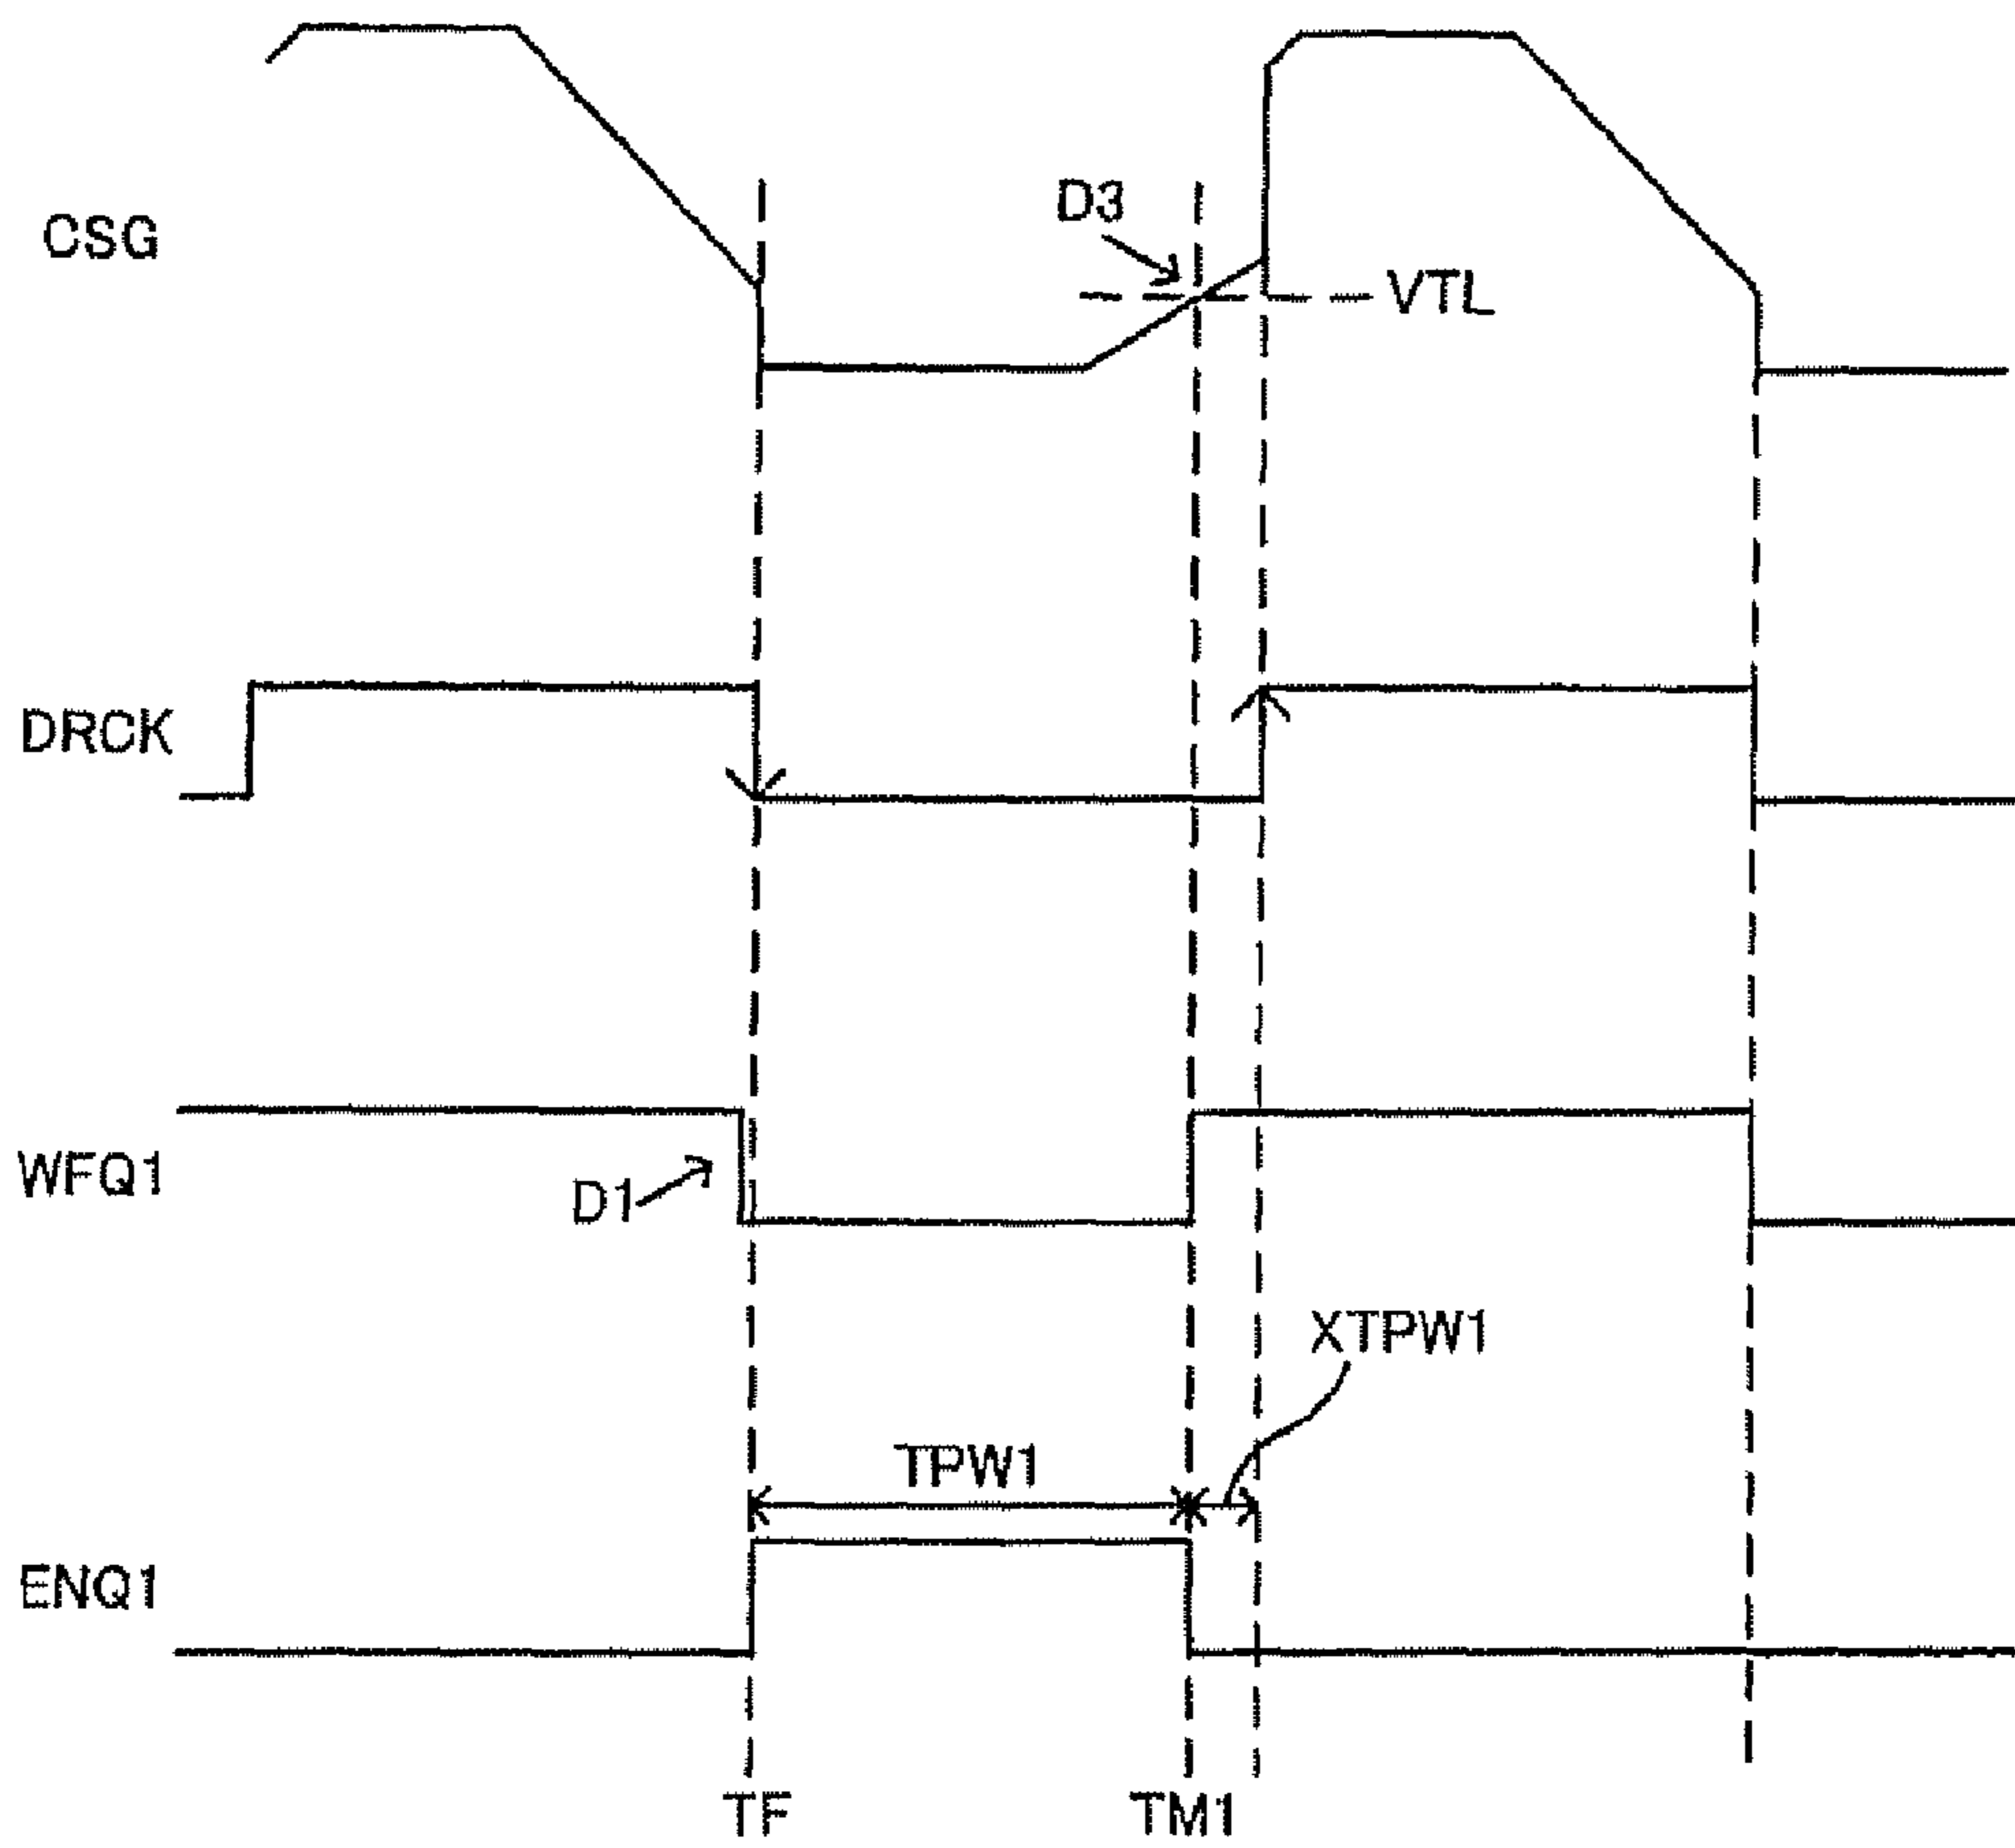 D3
CSG
VTL
DRCK
WFQ1
D1
XTPW1
TPW1
ENQ1
TF
TM1